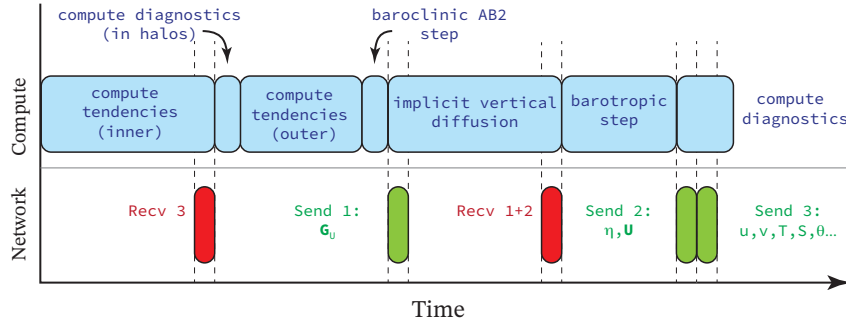 compute diagnostics
(in halos)
baroclinic AB2
step
Compute
compute
tendencies
(inner)
compute
tendencies
(outer)
implicit vertical
diffusion
barotropic
step
compute
diagnostics
Network
Recv 3
Send 1:
G_U
Recv 1+2
Send 2:
η,U
Send 3:
u,v,T,S,θ…
Time